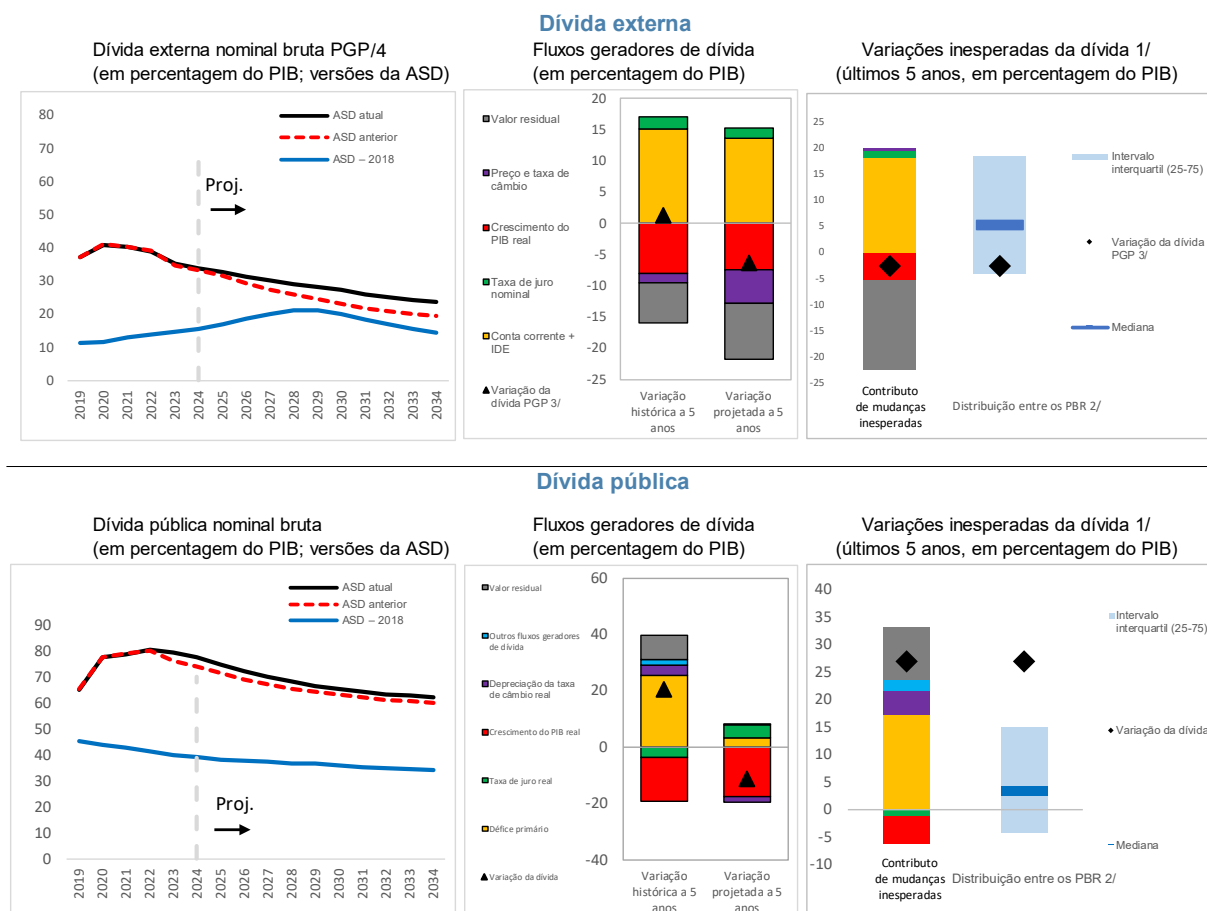 Dívida externa
Dívida externa nominal bruta PGP/4
(em percentagem do PIB; versões da ASD)
80
70
60
50
40
30
20
10
0
ASD atual
ASD anterior
ASD – 2018
Proj.
2019
2020
2021
2022
2023
2024
2025
2026
2027
2028
2029
2030
2031
2032
2033
2034
Fluxos geradores de dívida
(em percentagem do PIB)
Valor residual
Preço e taxa de
câmbio
Crescimento do
PIB real
Taxa de juro
nominal
Conta corrente +
IDE
Variação da
dívida PGP 3/
20
15
10
5
0
-5
-10
-15
-20
-25
Variação
histórica a 5
anos
Variação
projetada a 5
anos
Variações inesperadas da dívida 1/
(últimos 5 anos, em percentagem do PIB)
25
20
15
10
5
0
-5
-10
-15
-20
-25
Contributo
de mudanças
inesperadas
Distribuição entre os PBR 2/
Intervalo
interquartil (25-75)
Variação da dívida
PGP 3/
Mediana
Dívida pública
Dívida pública nominal bruta
(em percentagem do PIB; versões da ASD)
ASD atual
ASD anterior
ASD – 2018
90
80
70
60
50
40
30
20
10
0
Proj.
2019
2020
2021
2022
2023
2024
2025
2026
2027
2028
2029
2030
2031
2032
2033
2034
Fluxos geradores de dívida
(em percentagem do PIB)
Valor residual
Outros fluxos geradores
de dívida
Depreciação da taxa
de câmbio real
Crescimento do PIB real
Taxa de juro real
Défice primário
Variação da dívida
60
40
20
0
-20
-40
Variação
histórica a 5
anos
Variação
projetada a 5
anos
Variações inesperadas da dívida 1/
(últimos 5 anos, em percentagem do PIB)
40
35
30
25
20
15
10
5
0
-5
-10
Contributo
de mudanças
inesperadas
Distribuição entre os PBR 2/
Intervalo
interquartil (25-75)
Variação da dívida
Mediana